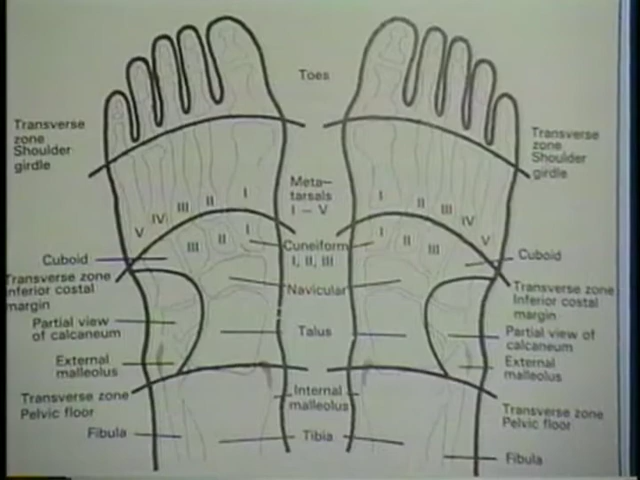 Toes
Transverse
zone
Shoulder
girdle
Transverse
zone
Shoulder
girdle
Meta-
tarsals
I – V
I
II
III
IV
V
I
II
III
IV
V
I
II
III
I
II
III
Cuneiform
I, II, III
Cuboid
Cuboid
Transverse zone
Inferior costal
margin
Transverse zone
Inferior costal
margin
Navicular
Partial view
of calcaneum
Talus
Partial view of
calcaneum
External
malleolus
External
malleolus
Transverse zone
Pelvic floor
Internal
malleolus
Transverse zone
Pelvic floor
Fibula
Tibia
Fibula